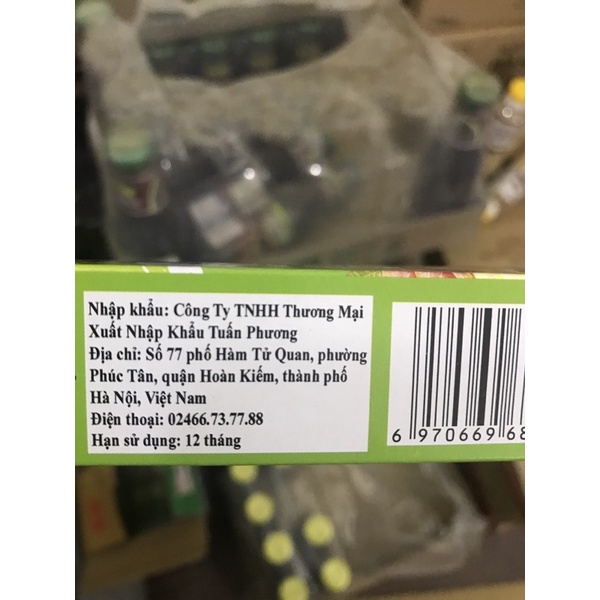 Nhập khẩu: Công Ty TNHH Thương Mại
Xuất Nhập Khẩu Tuấn Phương
Địa chỉ: Số 77 phố Hàm Tử Quan, phường
Phúc Tân, quận Hoàn Kiếm, thành phố
Hà Nội, Việt Nam
Điện thoại: 02466.73.77.88
Hạn sử dụng: 12 tháng
6 970669 68